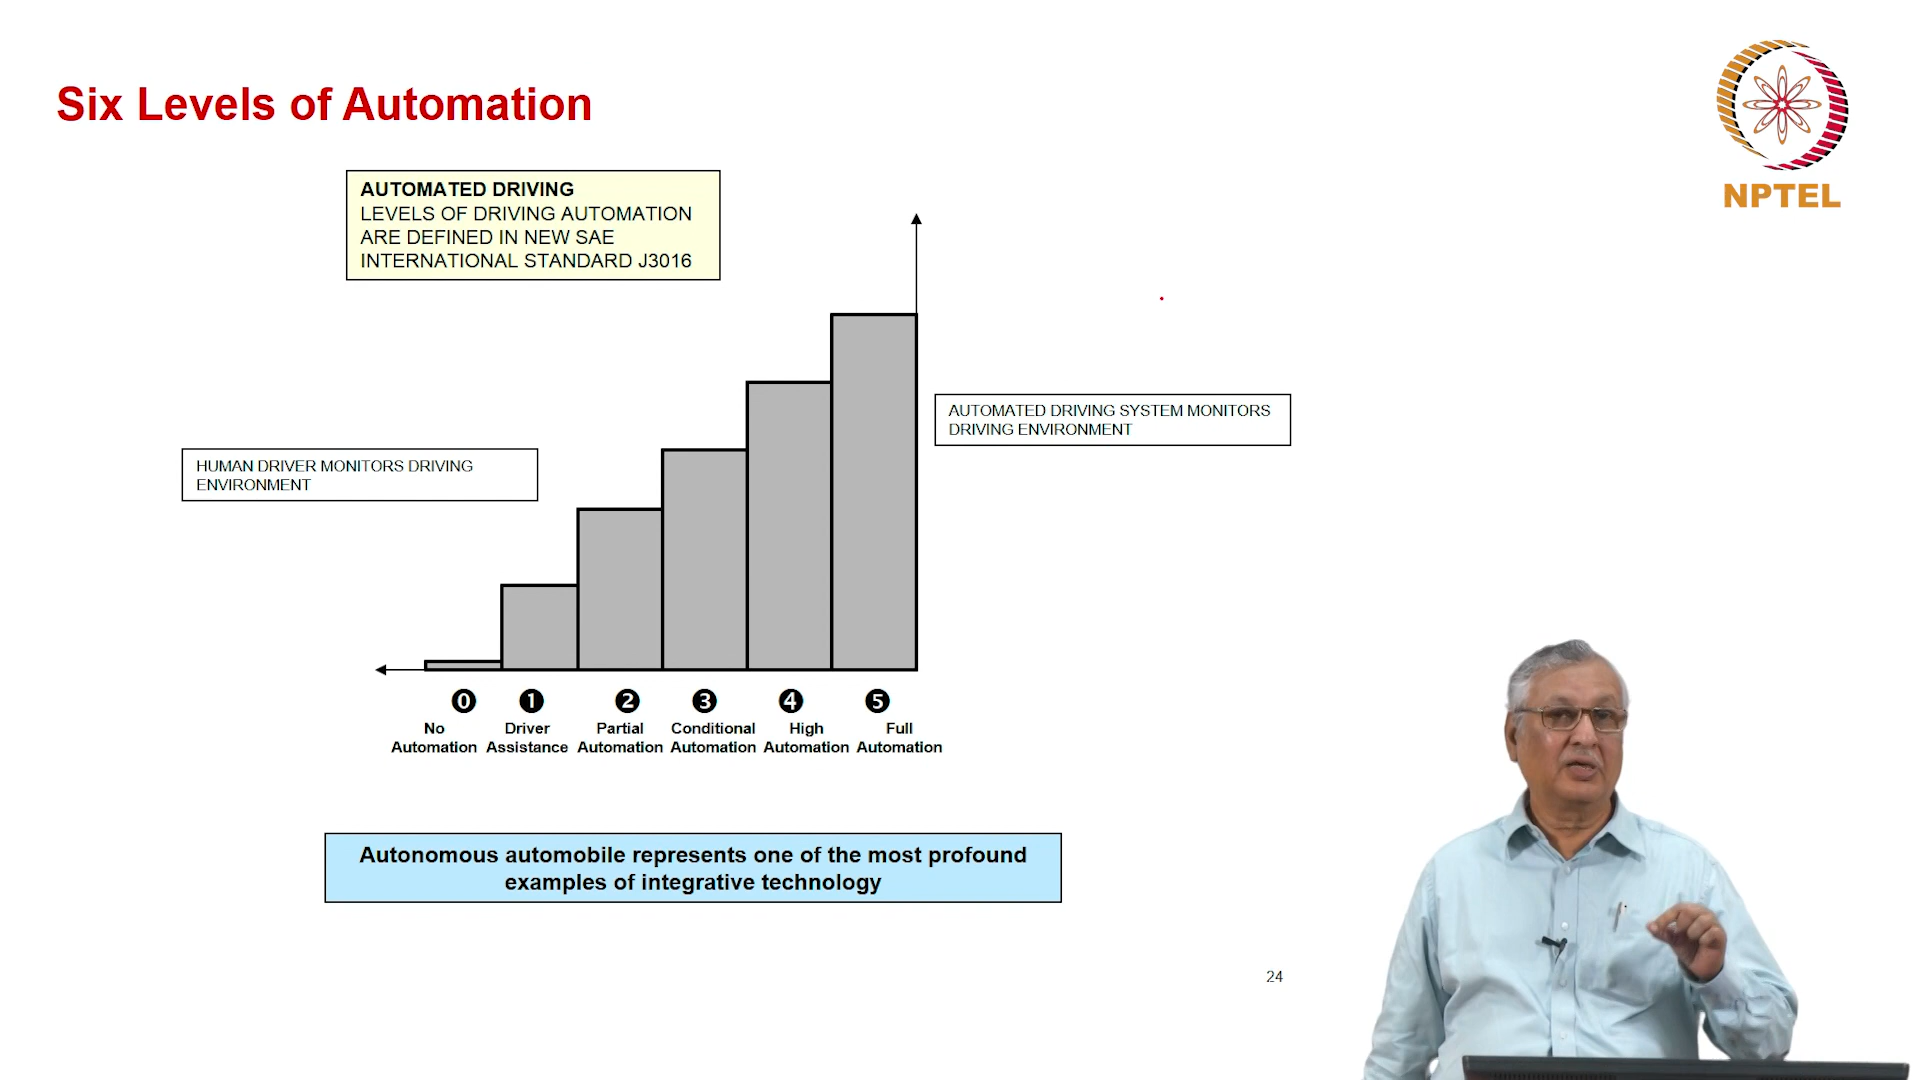 Six Levels of Automation
NPTEL
AUTOMATED DRIVING
LEVELS OF DRIVING AUTOMATION
ARE DEFINED IN NEW SAE
INTERNATIONAL STANDARD J3016
AUTOMATED DRIVING SYSTEM MONITORS
DRIVING ENVIRONMENT
HUMAN DRIVER MONITORS DRIVING
ENVIRONMENT
0 1 2 3 4 5
No Driver Partial Conditional High Full
Automation Assistance Automation Automation Automation Automation
Autonomous automobile represents one of the most profound
examples of integrative technology
24